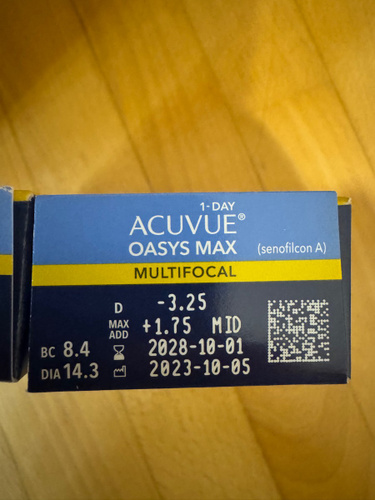 1-DAY
ACUVUE®
OASYS MAX (senofilcon A)
MULTIFOCAL
D -3.25
MAX ADD +1.75 MID
BC 8.4 2028-10-01
DIA 14.3 2023-10-05